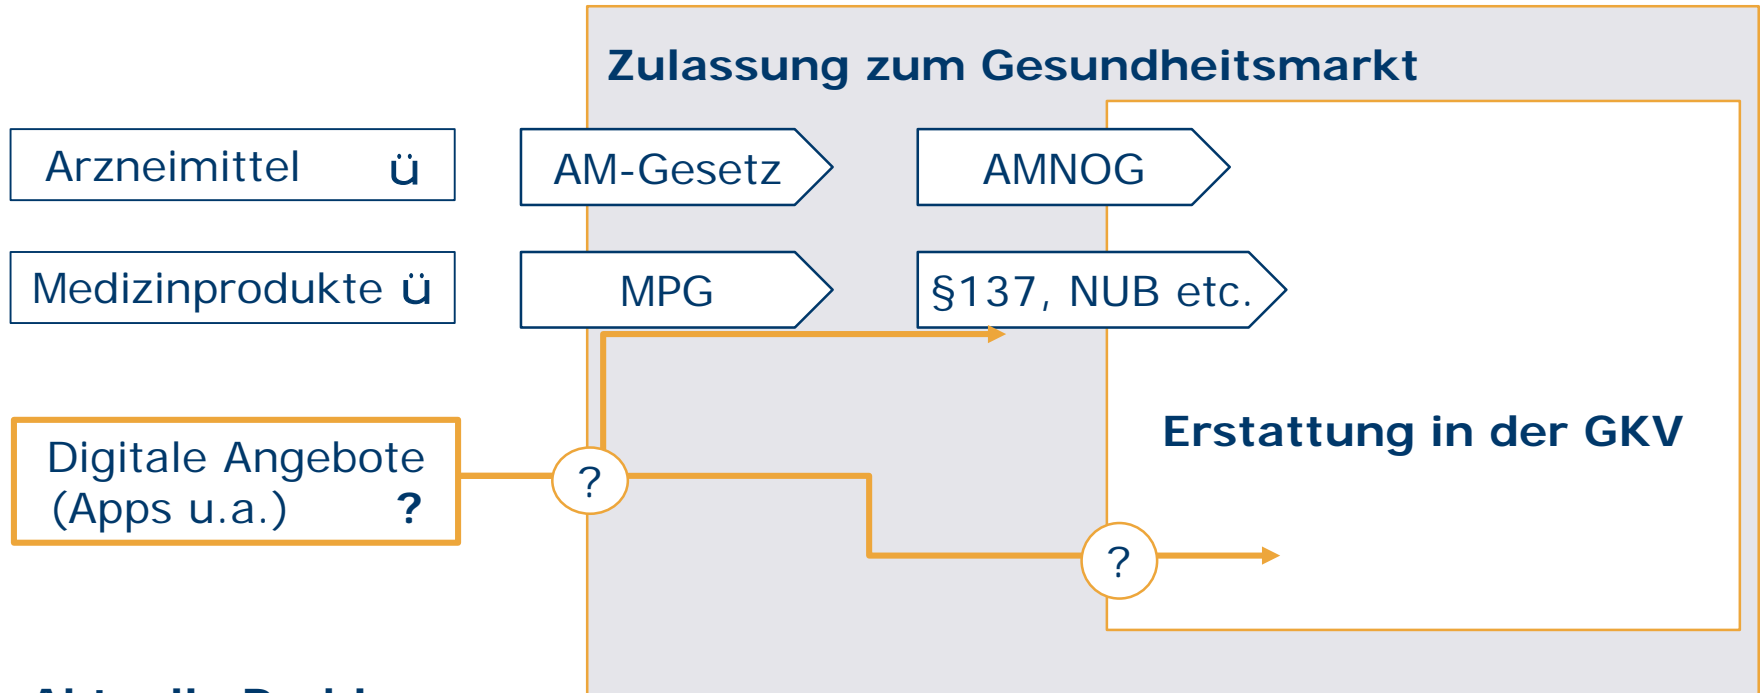 Zulassung zum Gesundheitsmarkt
Arzneimittel ü
AM-Gesetz
AMNOG
Medizinprodukte ü
MPG
§137, NUB etc.
Erstattung in der GKV
Digitale Angebote
(Apps u.a.) ?
?
?